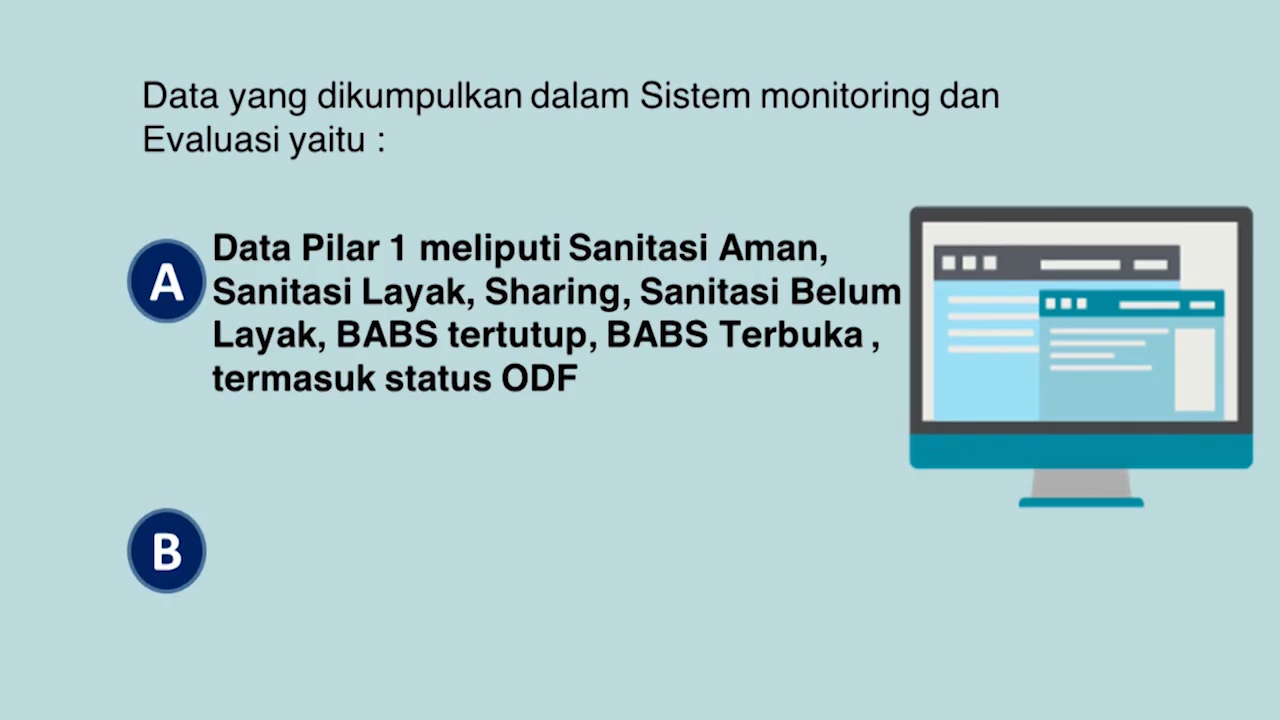 Data yang dikumpulkan dalam Sistem monitoring dan
Evaluasi yaitu :
A
Data Pilar 1 meliputi Sanitasi Aman,
Sanitasi Layak, Sharing, Sanitasi Belum
Layak, BABS tertutup, BABS Terbuka ,
termasuk status ODF
B